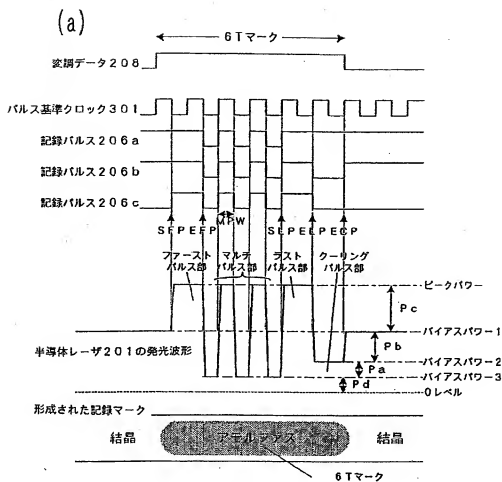 (a)
6Tマーク
変調データ208
パルス基準クロック301
記録パルス206a
記録パルス206b
記録パルス206c
MPW
SFP EFP SLP ELP ECP
ファースト
パルス部
マルチ
パルス部
ラスト
パルス部
クーリング
パルス部
ピークパワー
Pc
バイアスパワー1
Pb
半導体レーザ201の発光波形
バイアスパワー2
Pa
バイアスパワー3
Pd
0レベル
形成された記録マーク
結晶
アモルファス
結晶
6Tマーク